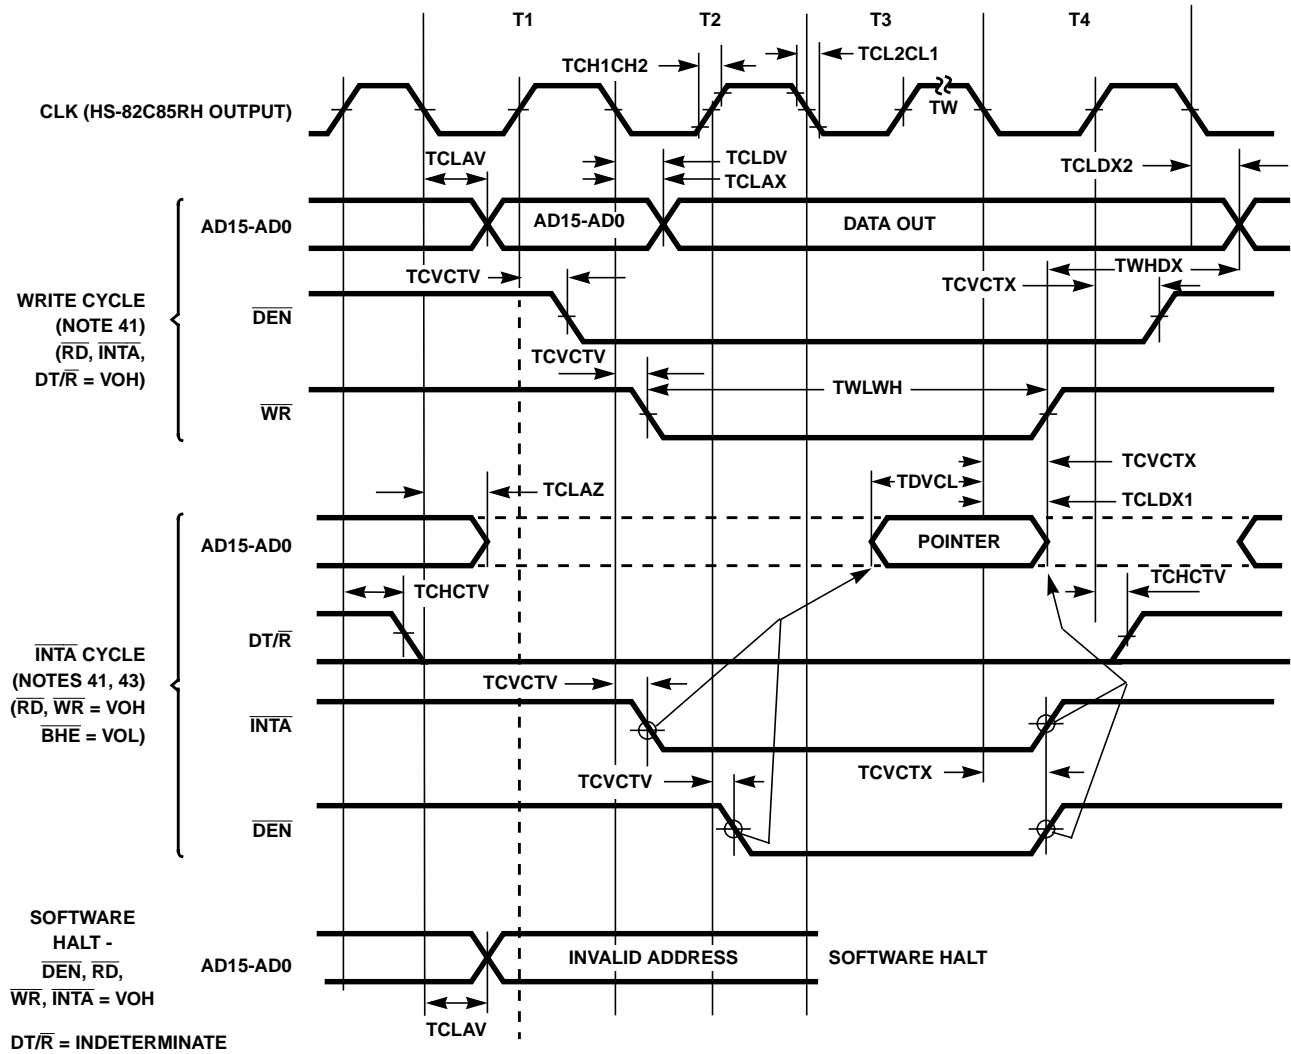 T1 T2 T3 T4
TCH1CH2 TCL2CL1
CLK (HS-82C85RH OUTPUT) TW
TCLAV TCLDV TCLDX2
TCLAX
AD15-AD0 AD15-AD0 DATA OUT
TCVCTV TCVCTX TWHDX
WRITE CYCLE
(NOTE 41)
(RD, INTA,
DT/R = VOH)
DEN
TCVCTV TWLWH
WR
TCVCTX
TCLAZ TDVCL
TCLDX1
AD15-AD0 POINTER
TCHCTV TCHCTV
DT/R
INTA CYCLE
(NOTES 41, 43)
(RD, WR = VOH
BHE = VOL)
TCVCTV
INTA
TCVCTV TCVCTX
DEN
SOFTWARE
HALT -
DEN, RD,
WR, INTA = VOH
DT/R = INDETERMINATE
AD15-AD0 INVALID ADDRESS SOFTWARE HALT
TCLAV